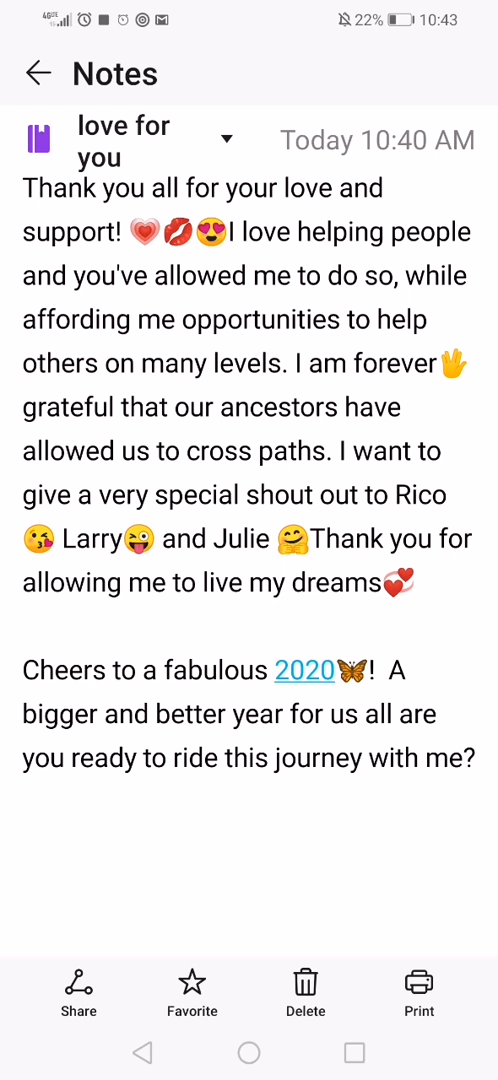 4GLTE 22% 10:43
Notes
love for
you
Today 10:40 AM
Thank you all for your love and
support! 💗💋😍I love helping people
and you've allowed me to do so, while
affording me opportunities to help
others on many levels. I am forever🖖
grateful that our ancestors have
allowed us to cross paths. I want to
give a very special shout out to Rico
😘 Larry😜 and Julie 🤗Thank you for
allowing me to live my dreams💞
Cheers to a fabulous 2020🦋!  A
bigger and better year for us all are
you ready to ride this journey with me?
Share Favorite Delete Print